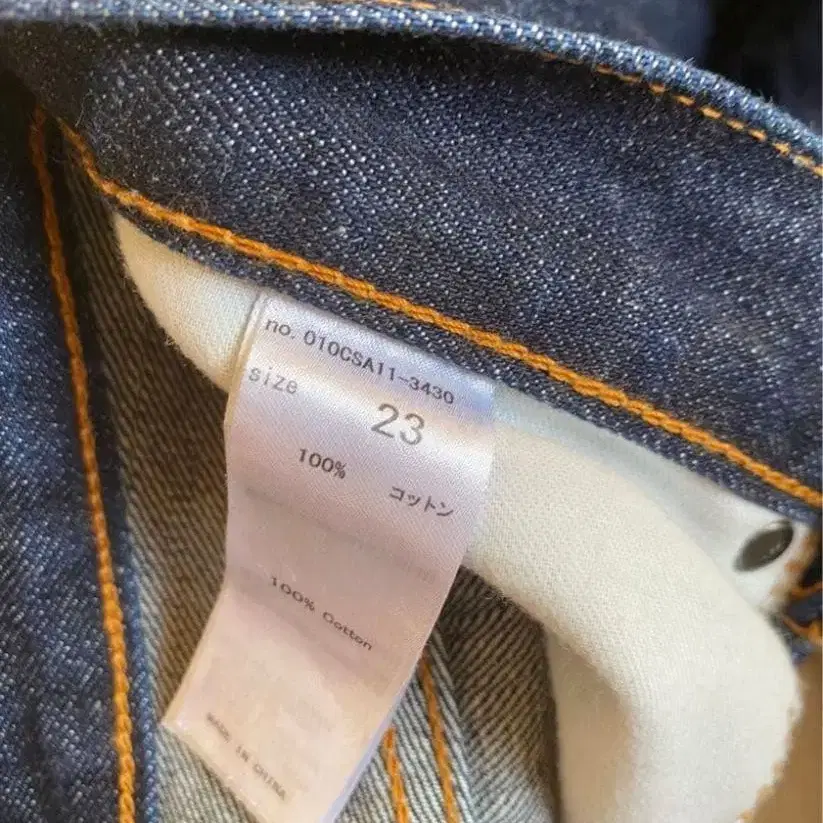 no. 010CSA11-3430
size
23
100% コットン
100% Cotton
MADE IN CHINA